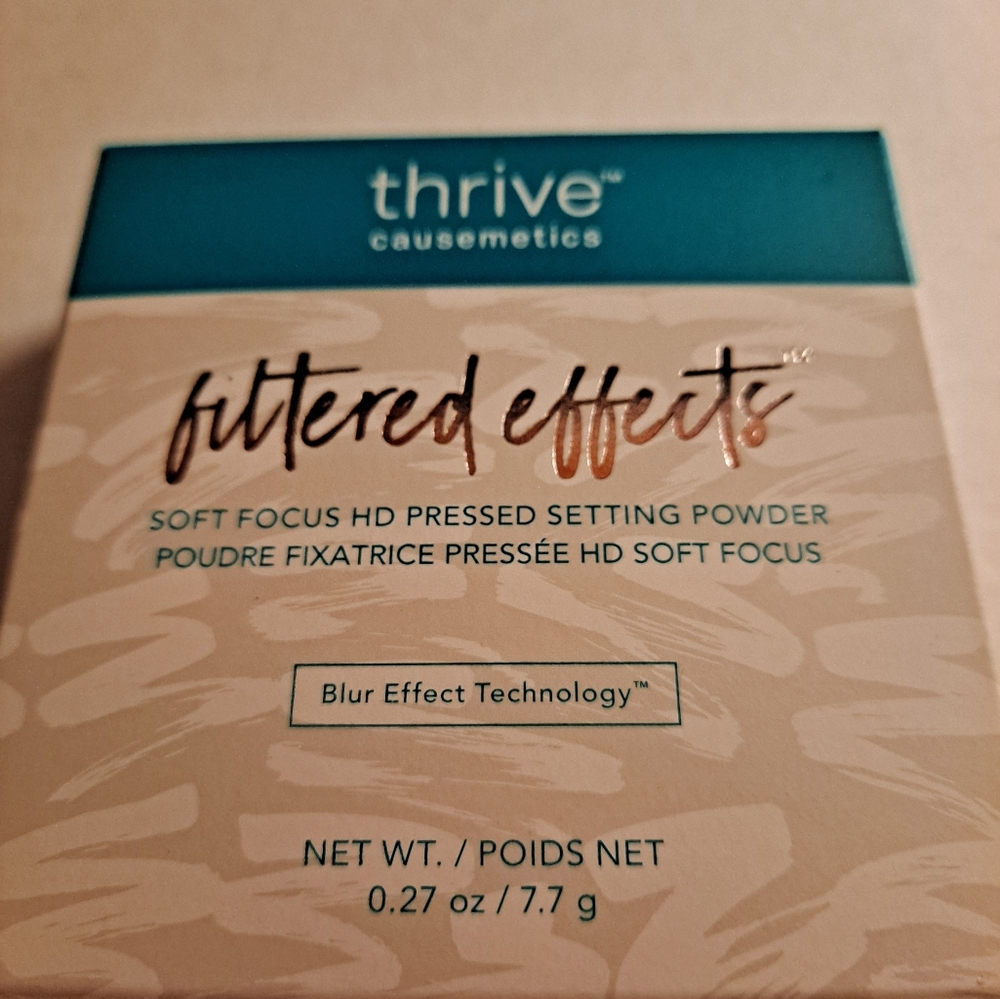 thrive™
causemetics
filtered effects™
SOFT FOCUS HD PRESSED SETTING POWDER
POUDRE FIXATRICE PRESSÉE HD SOFT FOCUS
Blur Effect Technology™
NET WT. / POIDS NET
0.27 oz / 7.7 g